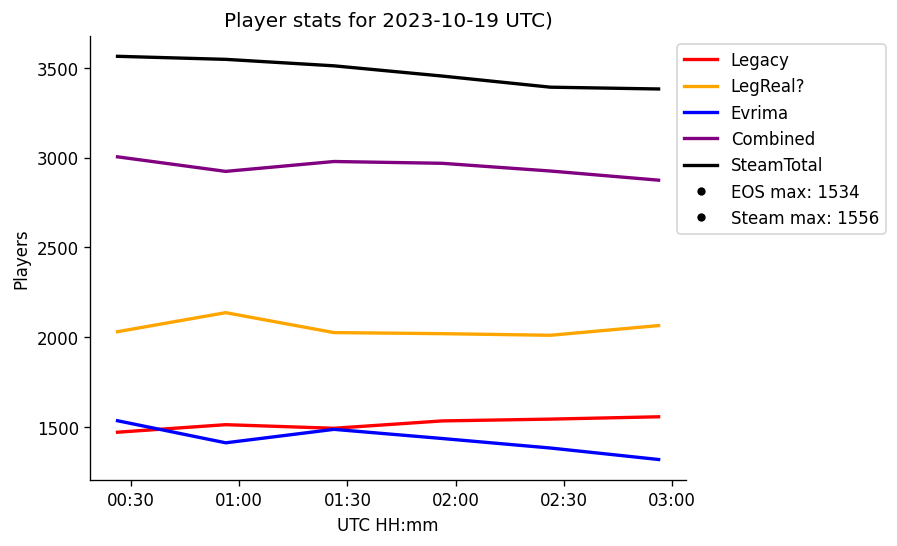 Player stats for 2023-10-19 UTC)
Legacy
LegReal?
Evrima
Combined
SteamTotal
EOS max: 1534
Steam max: 1556
Players
3500
3000
2500
2000
1500
00:30 01:00 01:30 02:00 02:30 03:00
UTC HH:mm